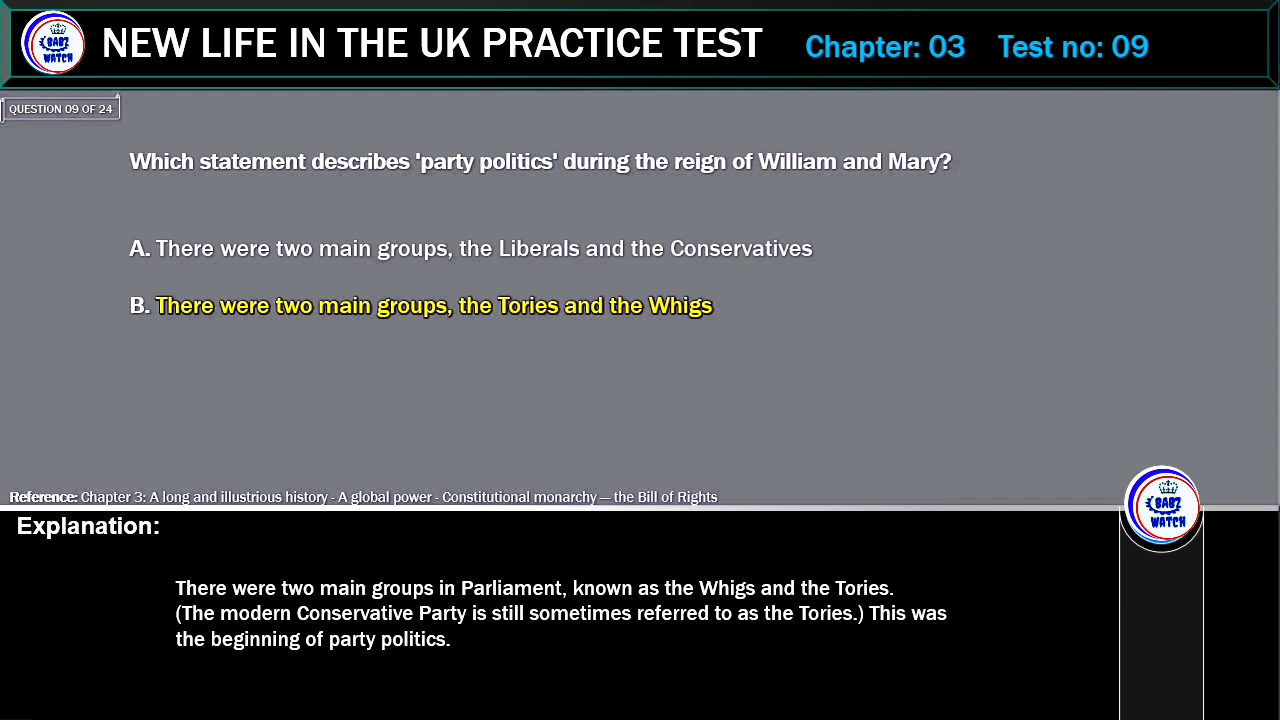 BABZ
WATCH
NEW LIFE IN THE UK PRACTICE TEST
Chapter: 03
Test no: 09
QUESTION 09 OF 24
Which statement describes 'party politics' during the reign of William and Mary?
A. There were two main groups, the Liberals and the Conservatives
B. There were two main groups, the Tories and the Whigs
Reference: Chapter 3: A long and illustrious history - A global power - Constitutional monarchy — the Bill of Rights
BABZ
WATCH
Explanation:
There were two main groups in Parliament, known as the Whigs and the Tories.
(The modern Conservative Party is still sometimes referred to as the Tories.) This was
the beginning of party politics.